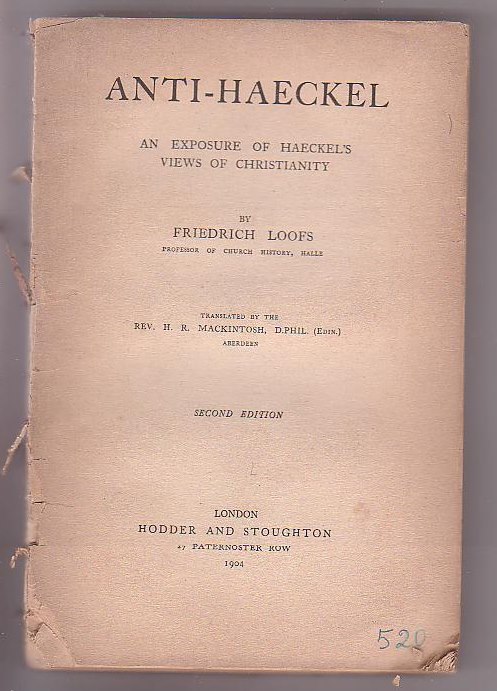 ANTI-HAECKEL
AN EXPOSURE OF HAECKEL'S
VIEWS OF CHRISTIANITY
BY
FRIEDRICH LOOFS
PROFESSOR OF CHURCH HISTORY, HALLE
TRANSLATED BY THE
REV. H. R. MACKINTOSH, D.PHIL. (EDIN.)
ABERDEEN
SECOND EDITION
LONDON
HODDER AND STOUGHTON
27 PATERNOSTER ROW
1904
520